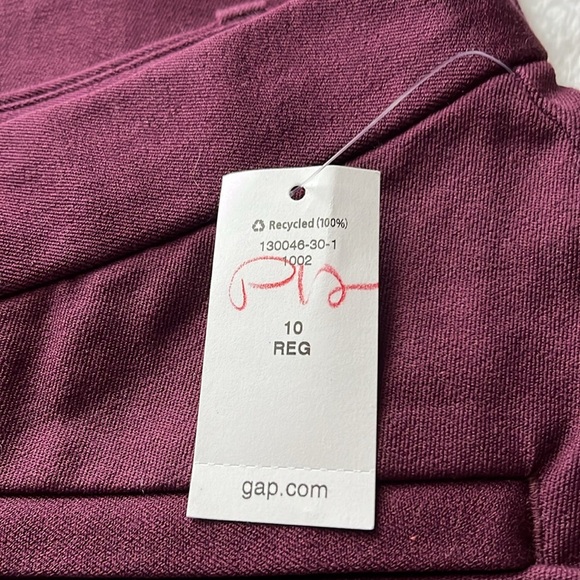 Recycled (100%)
130046-30-1
1002
10
REG
gap.com